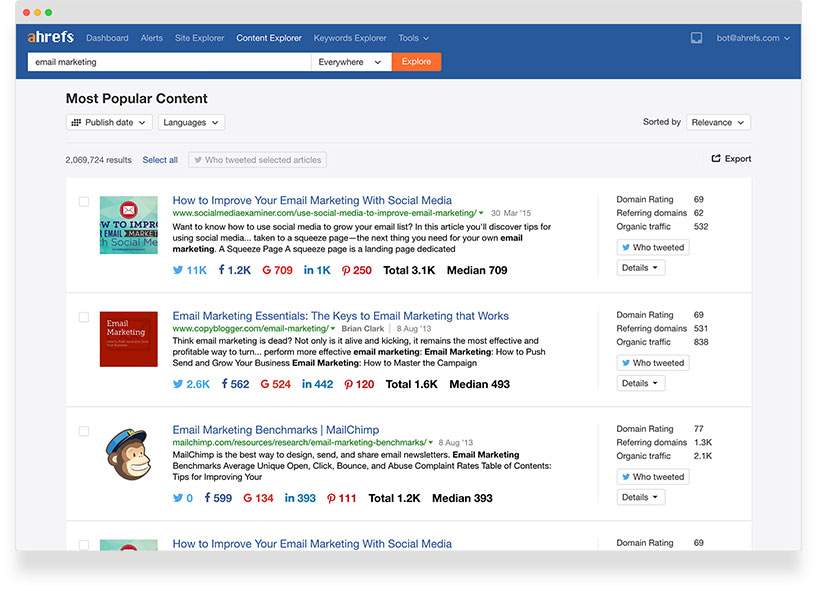 ahrefs Dashboard Alerts Site Explorer Content Explorer Keywords Explorer Tools bot@ahrefs.com
email marketing Everywhere Explore
Most Popular Content
Publish date Languages Sorted by Relevance
2,069,724 results Select all Who tweeted selected articles Export
How to Improve Your Email Marketing With Social Media
www.socialmediaexaminer.com/use-social-media-to-improve-email-marketing/ 30 Mar '15
Want to know how to use social media to grow your email list? In this article you'll discover tips for
using social media... taken to a squeeze page—the next thing you need for your own email
marketing. A Squeeze Page A squeeze page is a landing page dedicated
11K 1.2K 709 1K 250 Total 3.1K Median 709
Domain Rating 69
Referring domains 62
Organic traffic 532
Who tweeted
Details
Email
Marketing
Email Marketing Essentials: The Keys to Email Marketing that Works
www.copyblogger.com/email-marketing/ Brian Clark 8 Aug '13
Think email marketing is dead? Not only is it alive and kicking, it remains the most effective and
profitable way to turn... perform more effective email marketing: Email Marketing: How to Push
Send and Grow Your Business Email Marketing: How to Master the Campaign
2.6K 562 524 442 120 Total 1.6K Median 493
Domain Rating 69
Referring domains 531
Organic traffic 838
Who tweeted
Details
Email Marketing Benchmarks | MailChimp
mailchimp.com/resources/research/email-marketing-benchmarks/ 8 Aug '13
MailChimp is the best way to design, send, and share email newsletters. Email Marketing
Benchmarks Average Unique Open, Click, Bounce, and Abuse Complaint Rates Table of Contents:
Tips for Improving Your
0 599 134 393 111 Total 1.2K Median 393
Domain Rating 77
Referring domains 1.3K
Organic traffic 2.1K
Who tweeted
Details
How to Improve Your Email Marketing With Social Media
Domain Rating 69